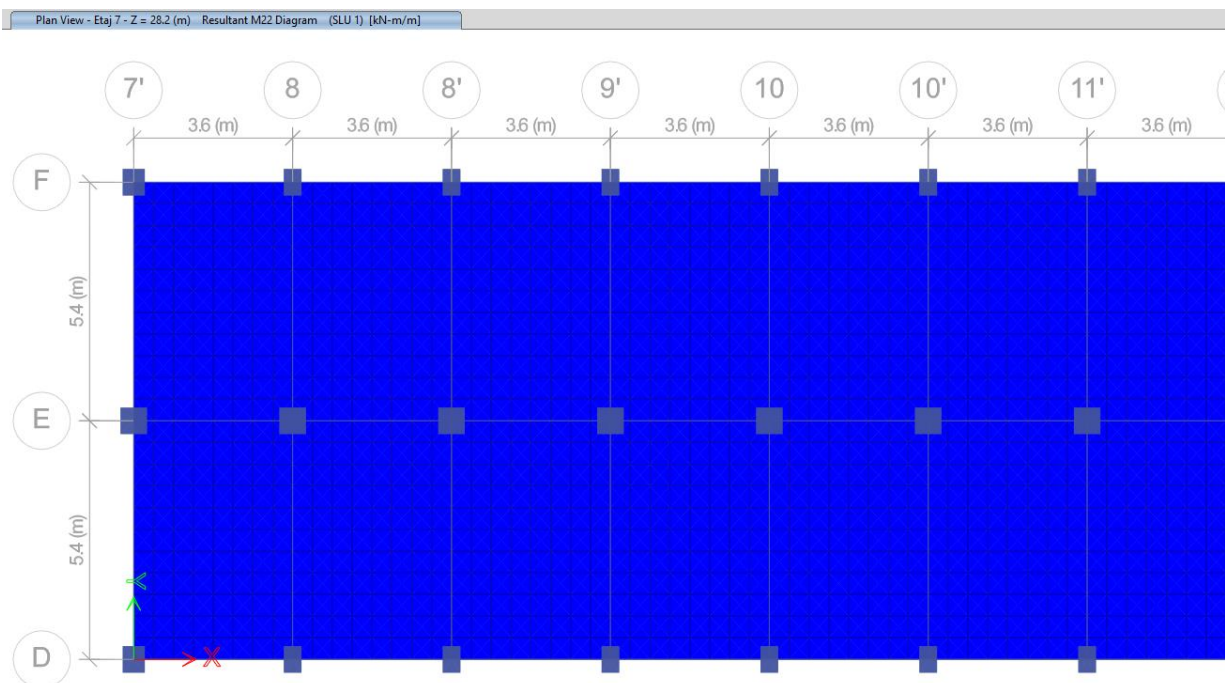 Plan View - Etaj 7 - Z = 28.2 (m) Resultant M22 Diagram (SLU 1) [kN-m/m]
7' 8 8' 9' 10 10' 11'
3.6 (m) 3.6 (m) 3.6 (m) 3.6 (m) 3.6 (m) 3.6 (m) 3.6 (m)
F
5.4 (m)
E
5.4 (m)
Y
X
D